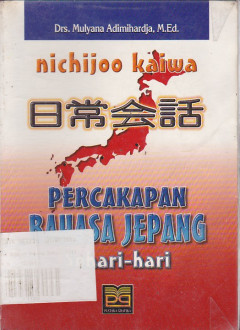 Drs. Mulyana Adimihardja, M.Ed.
nichijoo kaiwa
日常会話
PERCAKAPAN
BAHASA JEPANG
hari-hari